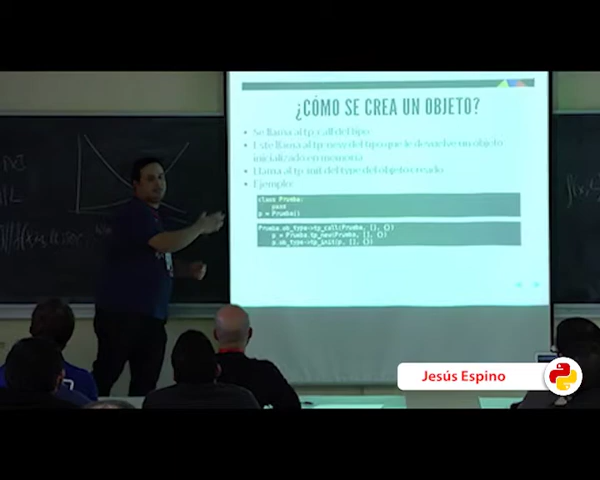 ¿CÓMO SE CREA UN OBJETO?
• Se llama al tp_call del tipo
• Este llama al tp_new del tipo que le devuelve un objeto
inicializado en memoria
• Llama al tp_init del type del objeto creado
• Ejemplo:
class Prueba:
pass
p = Prueba()
Prueba.ob_type->tp_call(Prueba, [], {})
p = Prueba.tp_new(Prueba, [], {})
p.ob_type->tp_init(p, [], {})
Jesús Espino